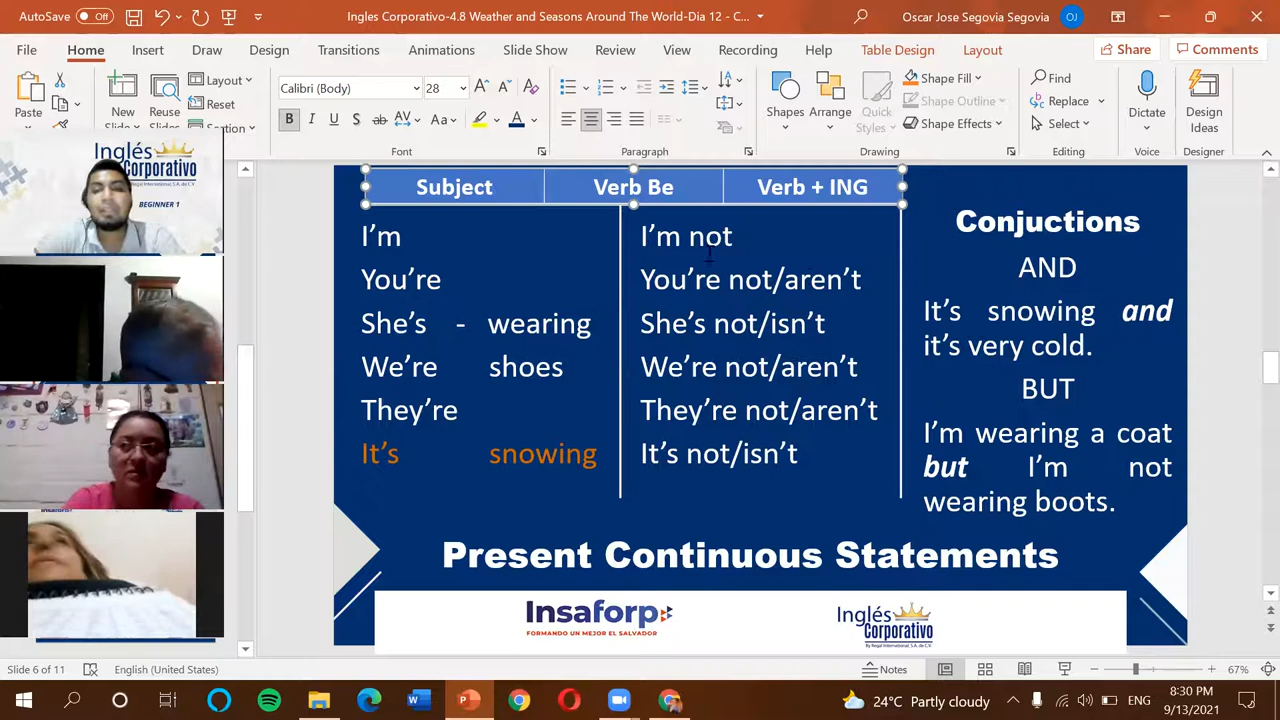 AutoSave Off
Ingles Corporativo-4.8 Weather and Seasons Around The World-Dia 12 - C...
Oscar Jose Segovia Segovia OJ
File Home Insert Draw Design Transitions Animations Slide Show Review View Recording Help Table Design Layout Share Comments
Paste
New
Reuse
Slides
Layout
Reset
Section
Calibri (Body) 28
Shapes
Arrange
Quick
Styles
Shape Fill
Shape Outline
Shape Effects
Find
Replace
Select
Dictate
Design
Ideas
Font Paragraph Drawing Editing Voice Designer
Inglés
Corporativo
BEGINNER 1
Subject Verb Be Verb + ING
I'm
You're
She's - wearing
We're shoes
They're
It's snowing
I'm not
You're not/aren't
She's not/isn't
We're not/aren't
They're not/aren't
It's not/isn't
Conjuctions
AND
It's snowing and
it's very cold.
BUT
I'm wearing a coat
but I'm not
wearing boots.
Present Continuous Statements
Insaforp
FORMANDO UN MEJOR EL SALVADOR
Inglés
Corporativo
By Regal International, S.A. de C.V.
Slide 6 of 11 English (United States) Notes 67%
24°C Partly cloudy ENG
8:30 PM
9/13/2021